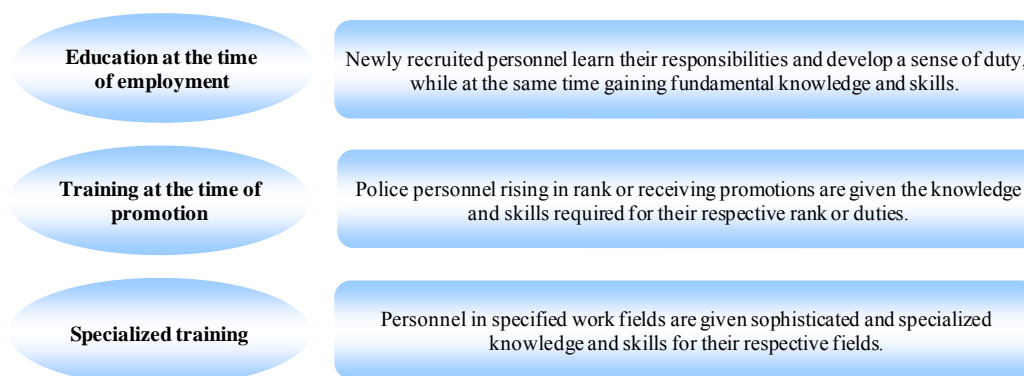 Education at the time
of employment
Newly recruited personnel learn their responsibilities and develop a sense of duty,
while at the same time gaining fundamental knowledge and skills.
Training at the time of
promotion
Police personnel rising in rank or receiving promotions are given the knowledge
and skills required for their respective rank or duties.
Specialized training
Personnel in specified work fields are given sophisticated and specialized
knowledge and skills for their respective fields.